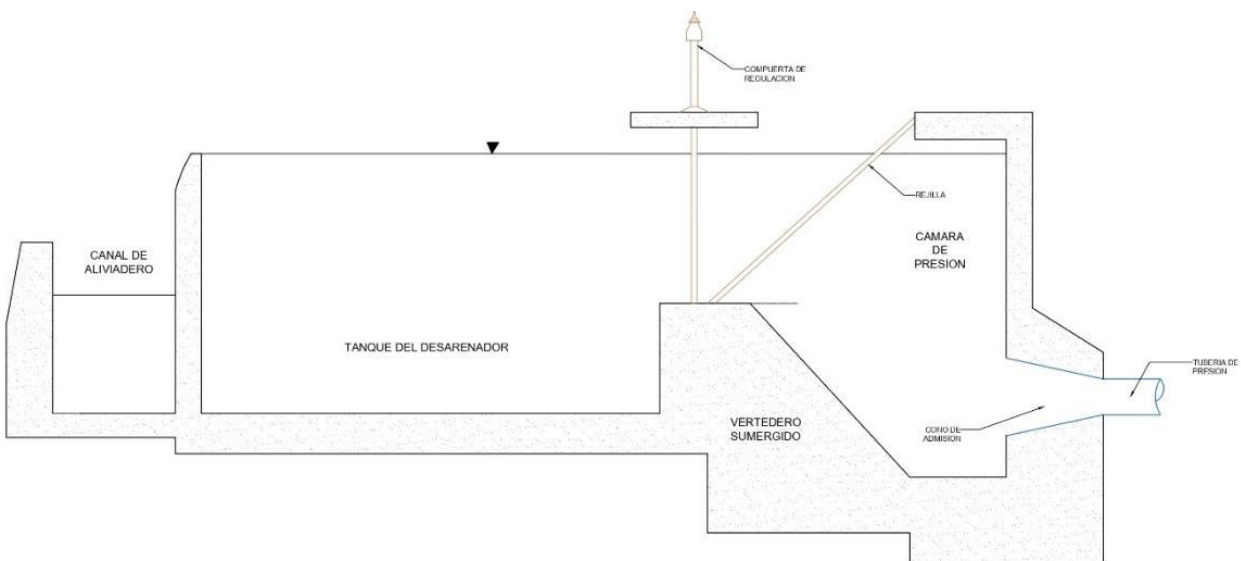 COMPUERTA DE
REGULACION
REJILLA
CANAL DE
ALIVIADERO
CAMARA
DE
PRESION
TANQUE DEL DESARENADOR
TUBERIA DE
PRESION
VERTEDERO
SUMERGIDO
CONO DE
ADMISION